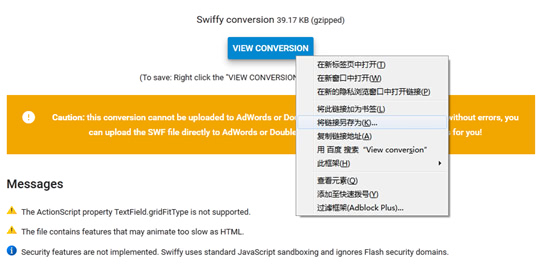 Swiffy conversion 39.17 KB (gzipped)
VIEW CONVERSION
(To save: Right click the "VIEW CONVERSION
在新标签页中打开(T)
在新窗口中打开(W)
在新的隐私浏览窗口中打开链接(P)
将此链接加为书签(L)
将链接另存为(K)...
复制链接地址(A)
用 百度 搜索 “View conversion”
此框架(H)
查看元素(Q)
添加至快速拨号(Y)
过滤框架(Adblock Plus)...
Caution: this conversion cannot be uploaded to AdWords or Doub without errors, you
can upload the SWF file directly to AdWords or Double s for you!
Messages
The ActionScript property TextField.gridFitType is not supported.
The file contains features that may animate too slow as HTML.
Security features are not implemented. Swiffy uses standard JavaScript sandboxing and ignores Flash security domains.